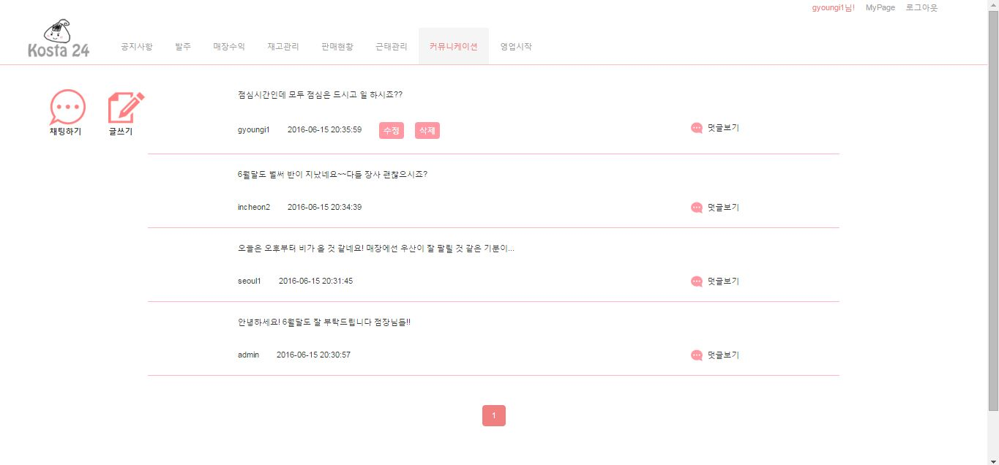 gyoungi1님! MyPage 로그아웃
Kosta 24
공지사항 발주 매장수익 재고관리 판매현황 근태관리 커뮤니케이션 영업시작
채팅하기 글쓰기
점심시간인데 모두 점심은 드시고 일 하시죠??
gyoungi1 2016-06-15 20:35:59 수정 삭제 덧글보기
6월달도 벌써 반이 지났네요~~다들 장사 괜찮으시죠?
incheon2 2016-06-15 20:34:39 덧글보기
오늘은 오후부터 비가 올 것 같네요! 매장에선 우산이 잘 팔릴 것 같은 기분이...
seoul1 2016-06-15 20:31:45 덧글보기
안녕하세요! 6월달도 잘 부탁드립니다 점장님들!!
admin 2016-06-15 20:30:57 덧글보기
1